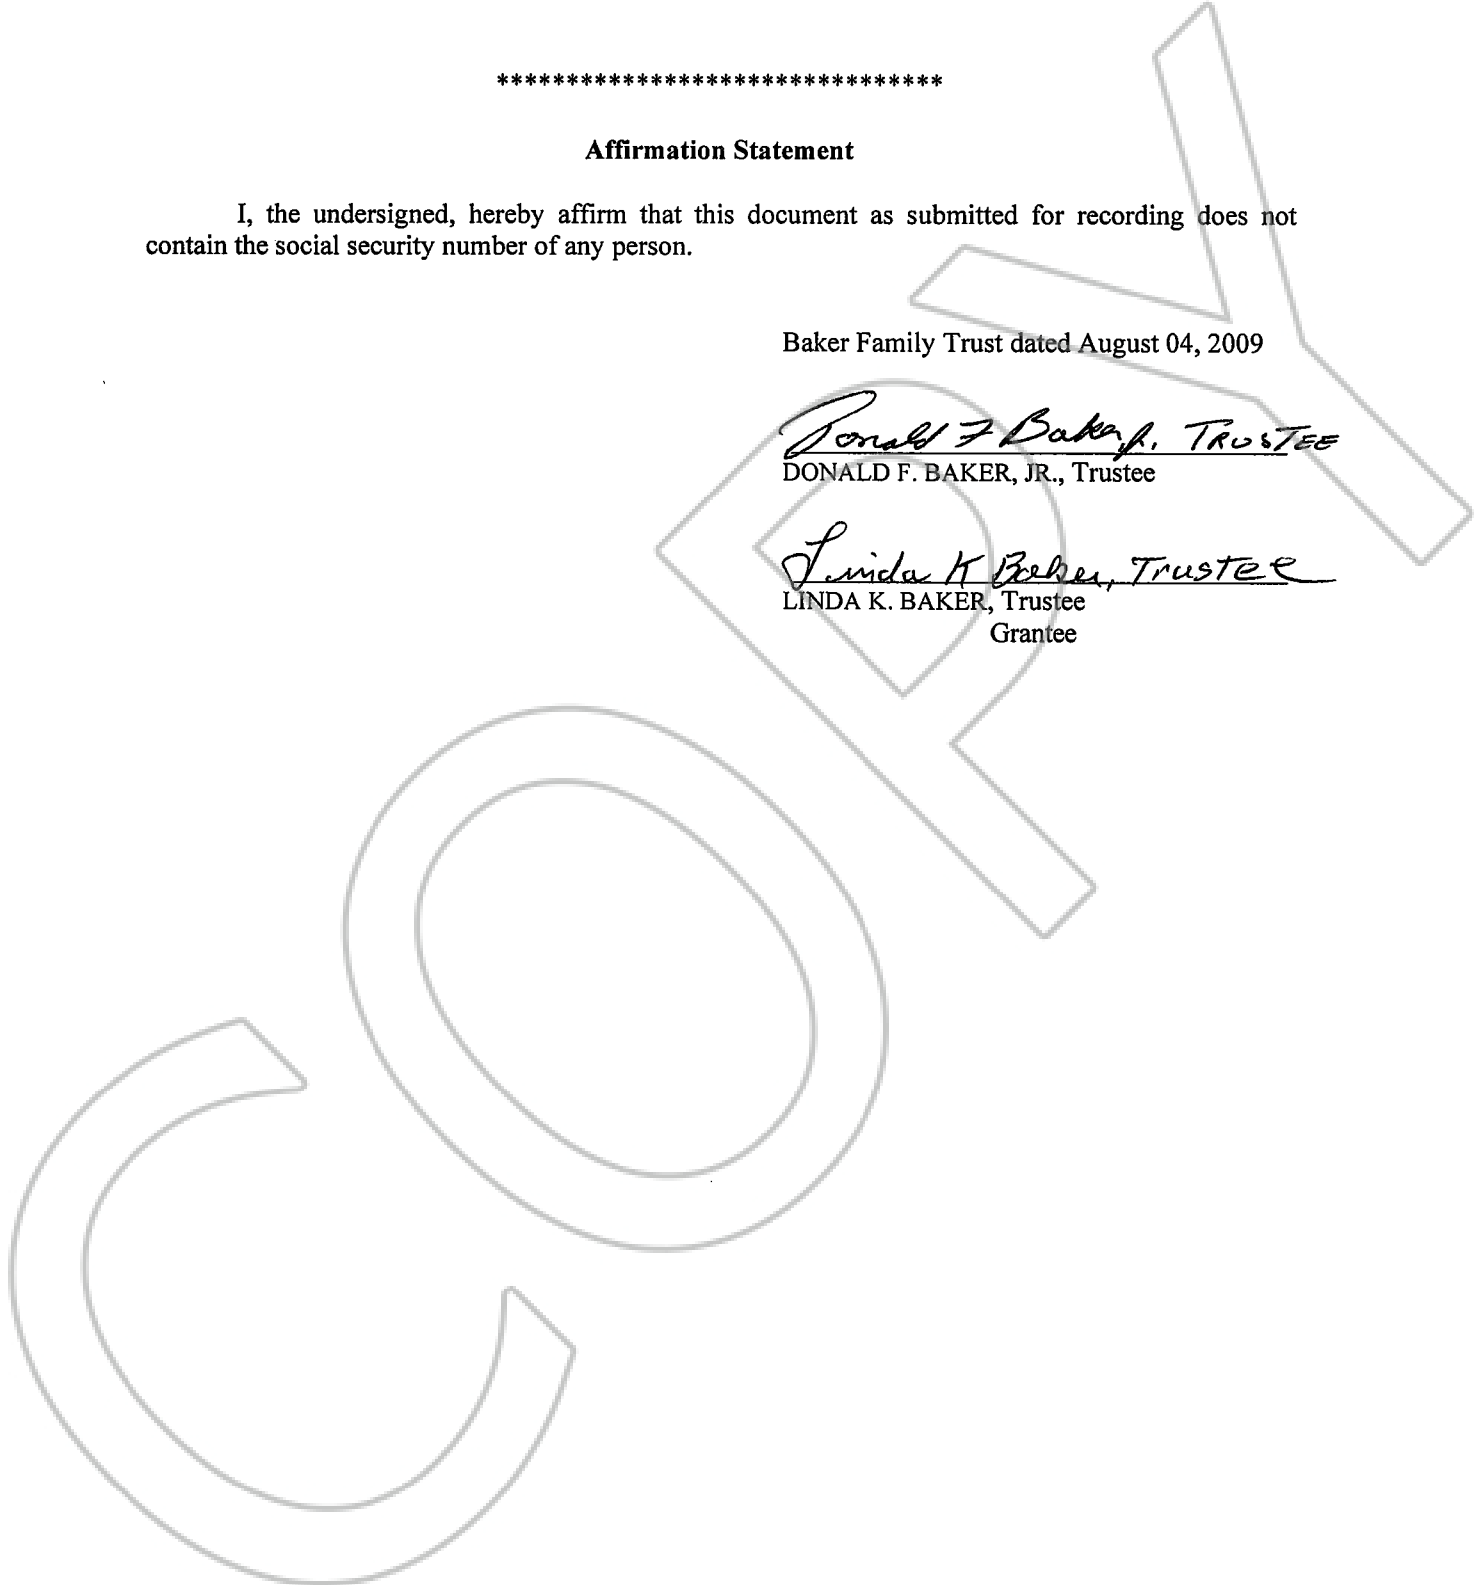 ********************************
Affirmation Statement
I, the undersigned, hereby affirm that this document as submitted for recording does not
contain the social security number of any person.
Baker Family Trust dated August 04, 2009
Donald F Baker, Jr. TRUSTEE
DONALD F. BAKER, JR., Trustee
Linda K Baker, Trustee
LINDA K. BAKER, Trustee
Grantee
COPY